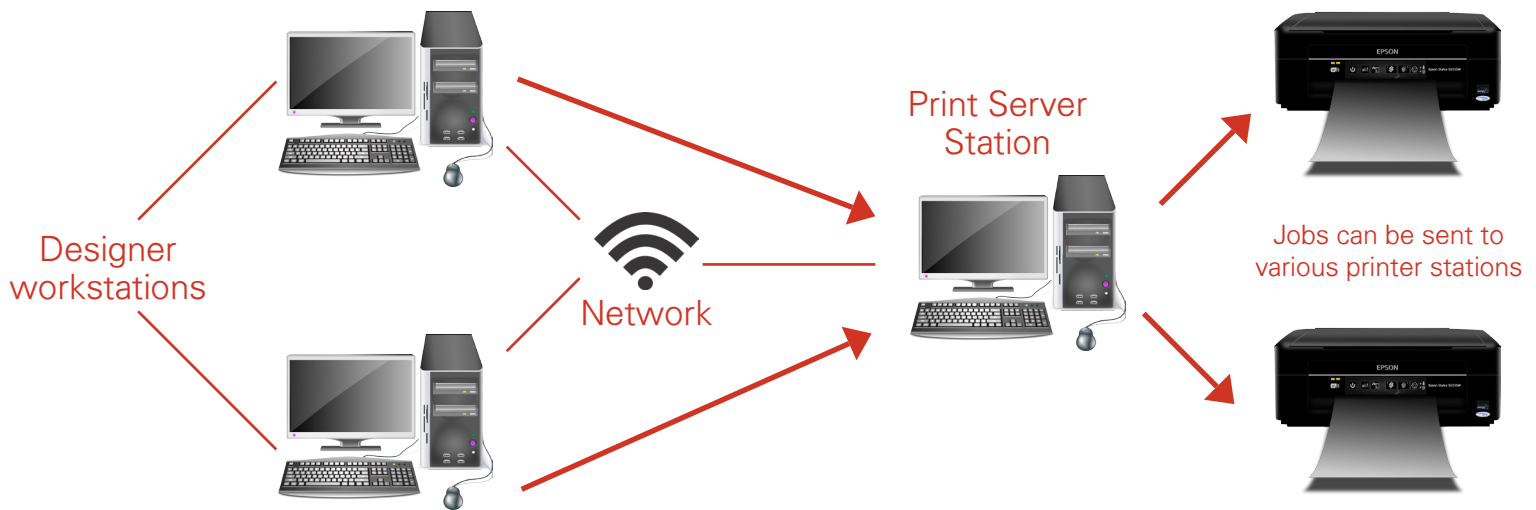 Designer
workstations
Network
Print Server
Station
EPSON
Jobs can be sent to
various printer stations
EPSON